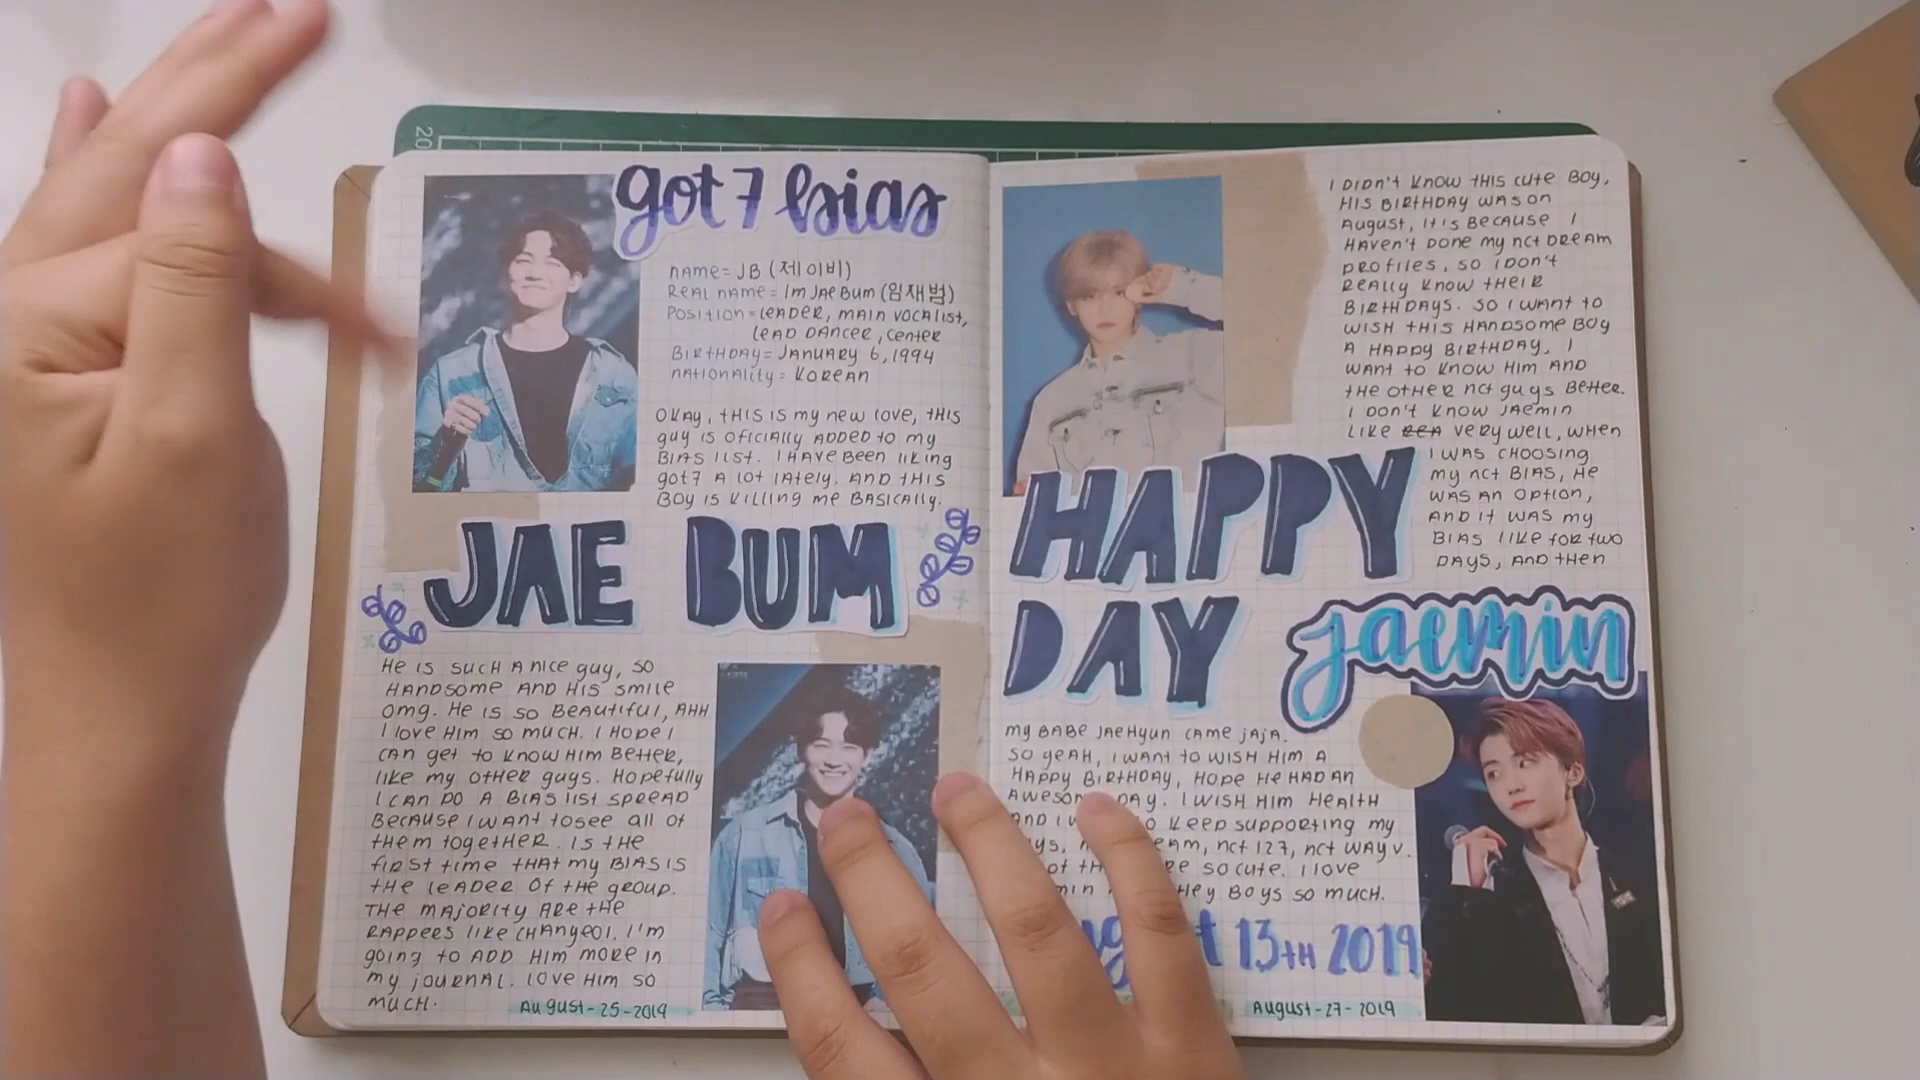 20
got7 bias
NAME= JB (제이비)
REAL NAME = IM JAE BUM (임재범)
POSITION = LEADER, MAIN VOCALIST,
LEAD DANCER, CENTER
BIRTHDAY= JANUARY 6, 1994
NATIONALITY = KOREAN
OKAY, THIS IS MY NEW LOVE, THIS
GUY IS OFICIALLY ADDED TO MY
BIAS LIST. I HAVE BEEN LIKING
GOT7 A LOT LATELY. AND THIS
BOY IS KILLING ME BASICALLY.
JAE BUM
HE IS SUCH A NICE GUY, SO
HANDSOME AND HIS SMILE
OMG. HE IS SO BEAUTIFUL, AHH
I LOVE HIM SO MUCH. I HOPE I
CAN GET TO KNOW HIM BETTER,
LIKE MY OTHER GUYS. HOPEFULLY
I CAN DO A BIAS LIST SPREAD
BECAUSE I WANT TO SEE ALL OF
THEM TOGETHER. IS THE
FIRST TIME THAT MY BIAS IS
THE LEADER OF THE GROUP.
THE MAJORITY ARE THE
RAPPERS LIKE CHANYEOL. I'M
GOING TO ADD HIM MORE IN
MY JOURNAL. LOVE HIM SO
MUCH.
AUGUST-25-2019
I DIDN'T KNOW THIS CUTE BOY,
HIS BIRTHDAY WAS ON
AUGUST, IT IS BECAUSE I
HAVEN'T DONE MY NCT DREAM
PROFILES, SO I DON'T
REALLY KNOW THEIR
BIRTHDAYS. SO I WANT TO
WISH THIS HANDSOME BOY
A HAPPY BIRTHDAY, I
WANT TO KNOW HIM AND
THE OTHER NCT GUYS BETTER.
I DON'T KNOW JAEMIN
LIKE VERY WELL, WHEN
I WAS CHOOSING
MY NCT BIAS, HE
WAS AN OPTION,
AND IT WAS MY
BIAS LIKE FOR TWO
DAYS, AND THEN
HAPPY
DAY jaemin
MY BABE JAEHYUN CAME JAJA.
SO YEAH, I WANT TO WISH HIM A
HAPPY BIRTHDAY, HOPE HE HAD AN
AWESOME DAY. I WISH HIM HEALTH
AND I KEEP SUPPORTING MY
NCT 127, NCT WAYV.
OF SO CUTE. I LOVE
HEY BOYS SO MUCH.
13TH 2019
AUGUST-27-2019